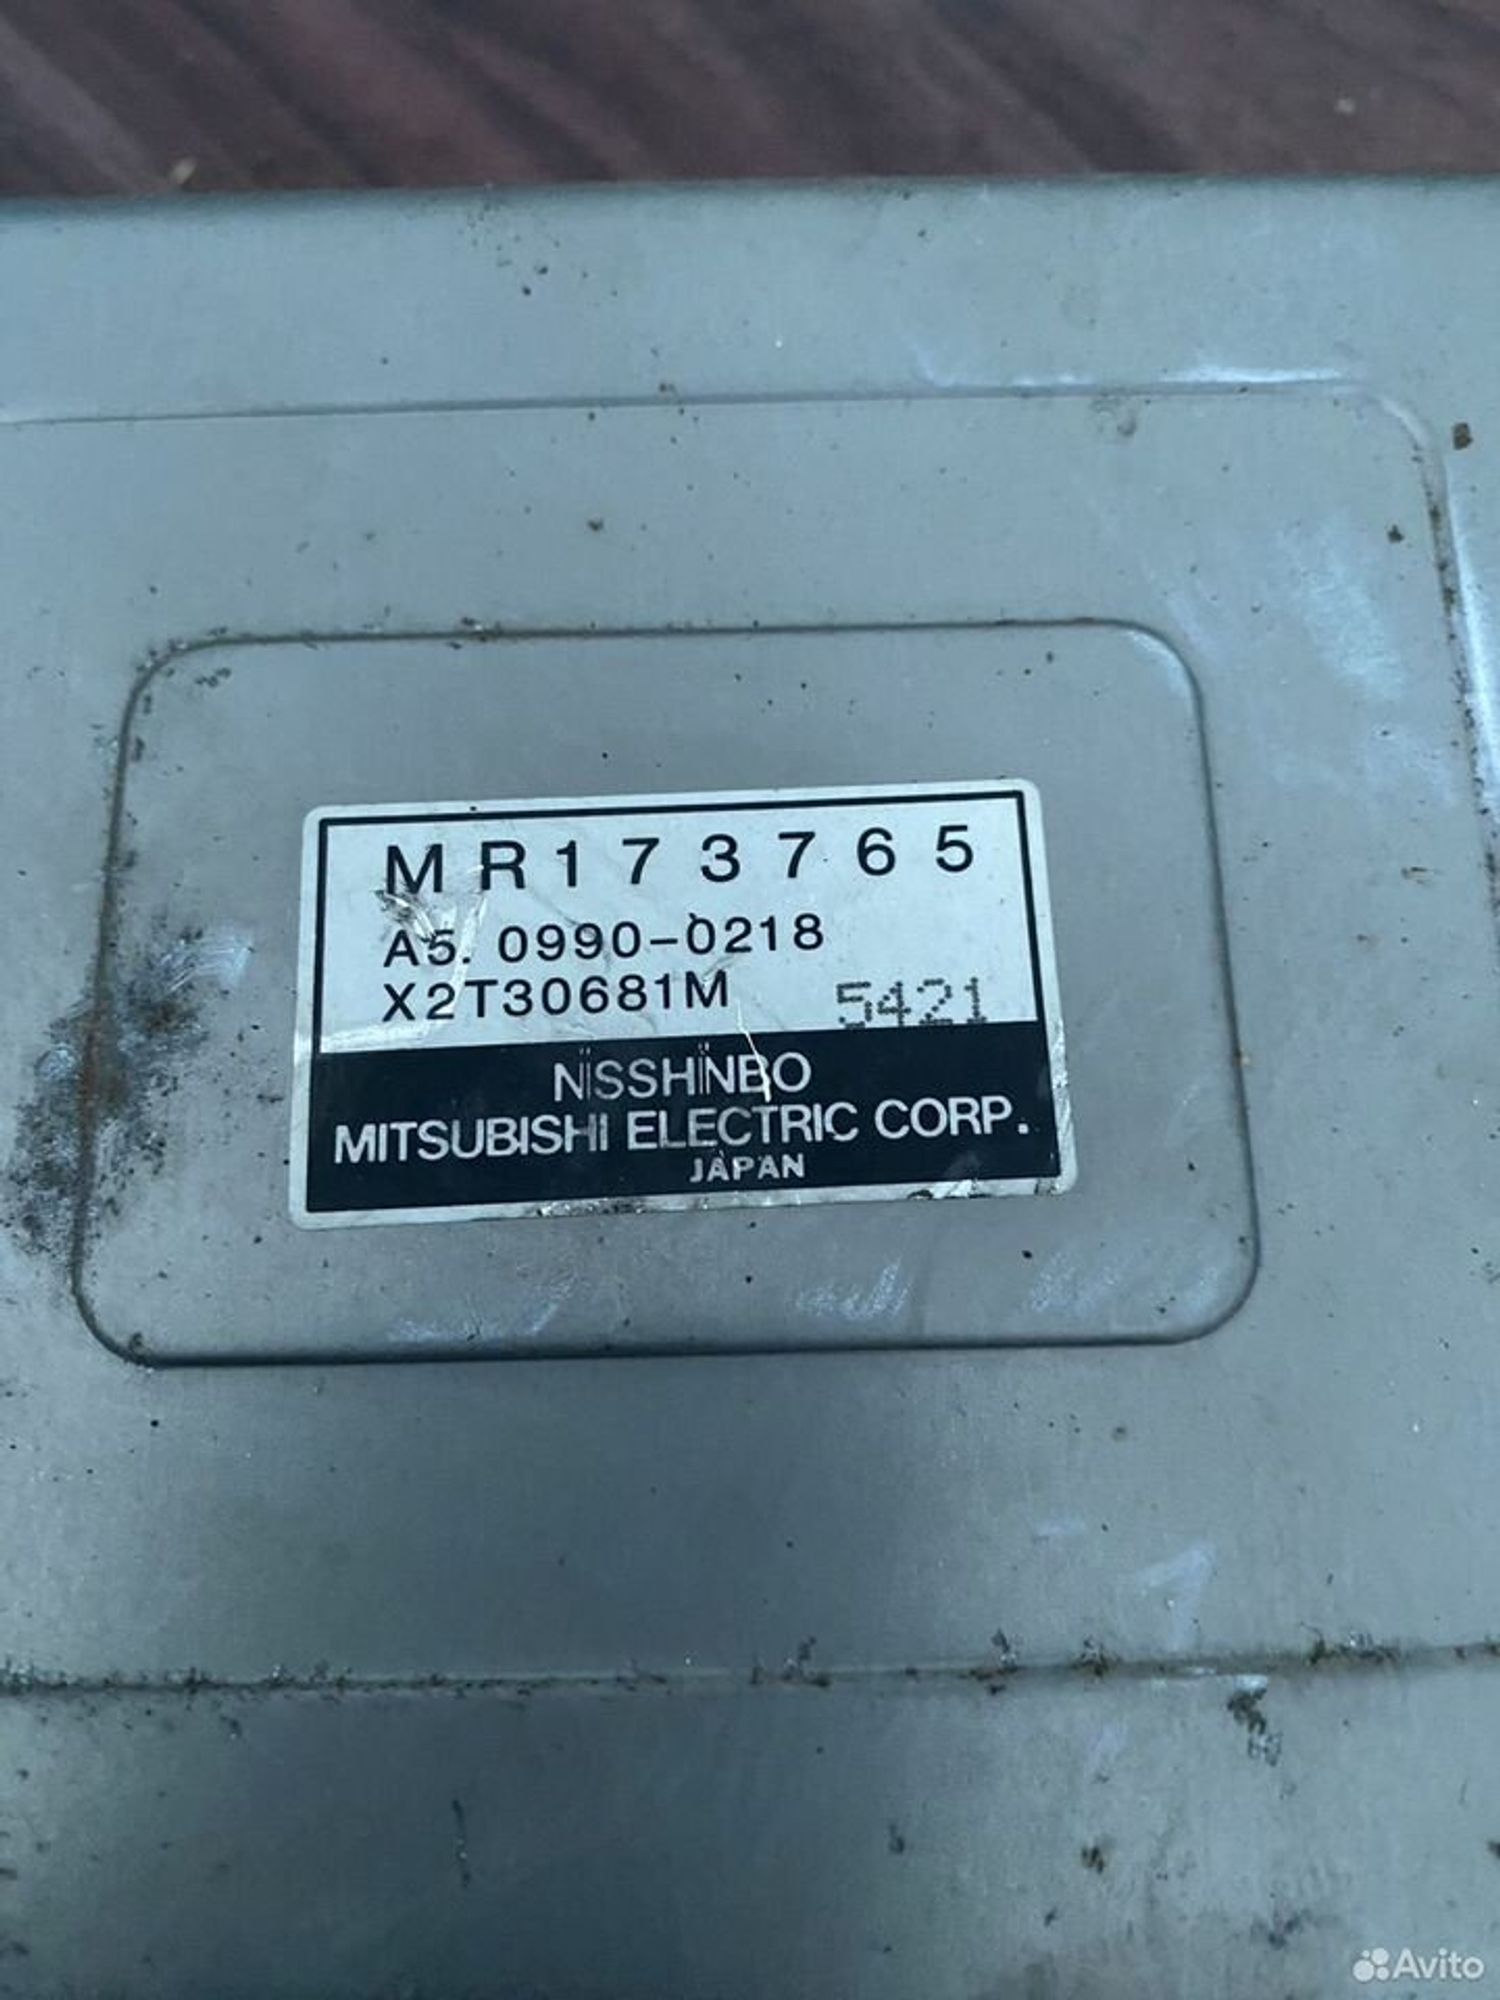 MR173765
A5. 0990-0218
X2T30681M 5421
NISSHINBO
MITSUBISHI ELECTRIC CORP.
JAPAN
Avito